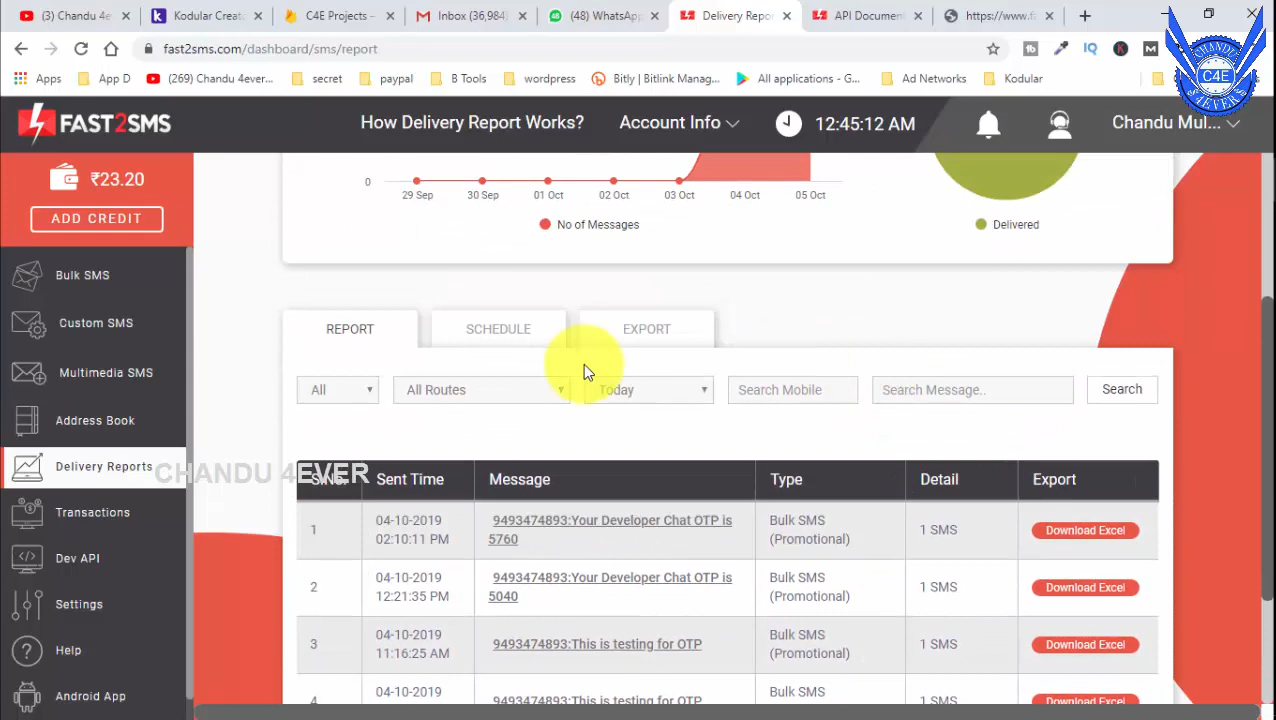 (3) Chandu 4e
Kodular Creat
C4E Projects –
Inbox (36,984)
(48) WhatsApp
Delivery Repo
API Document
https://www.fa
fast2sms.com/dashboard/sms/report
IQ
K
M
Apps
App D
(269) Chandu 4ever...
secret
paypal
B Tools
wordpress
Bitly | Bitlink Manag...
All applications - G...
Ad Networks
Kodular
CHANDU
C4E
4EVERS
FAST2SMS
How Delivery Report Works?
Account Info
12:45:12 AM
Chandu Mul...
₹23.20
ADD CREDIT
Bulk SMS
Custom SMS
Multimedia SMS
Address Book
Delivery Reports
Transactions
Dev API
Settings
Help
Android App
0
29 Sep
30 Sep
01 Oct
02 Oct
03 Oct
04 Oct
05 Oct
No of Messages
Delivered
REPORT
SCHEDULE
EXPORT
All
All Routes
Today
Search Mobile
Search Message..
Search
CHANDU 4EVER
Sent Time
Message
Type
Detail
Export
1
04-10-2019
02:10:11 PM
9493474893:Your Developer Chat OTP is
5760
Bulk SMS
(Promotional)
1 SMS
Download Excel
2
04-10-2019
12:21:35 PM
9493474893:Your Developer Chat OTP is
5040
Bulk SMS
(Promotional)
1 SMS
Download Excel
3
04-10-2019
11:16:25 AM
9493474893:This is testing for OTP
Bulk SMS
(Promotional)
1 SMS
Download Excel
4
04-10-2019
9493474893:This is testing for OTP
Bulk SMS
1 SMS
Download Excel